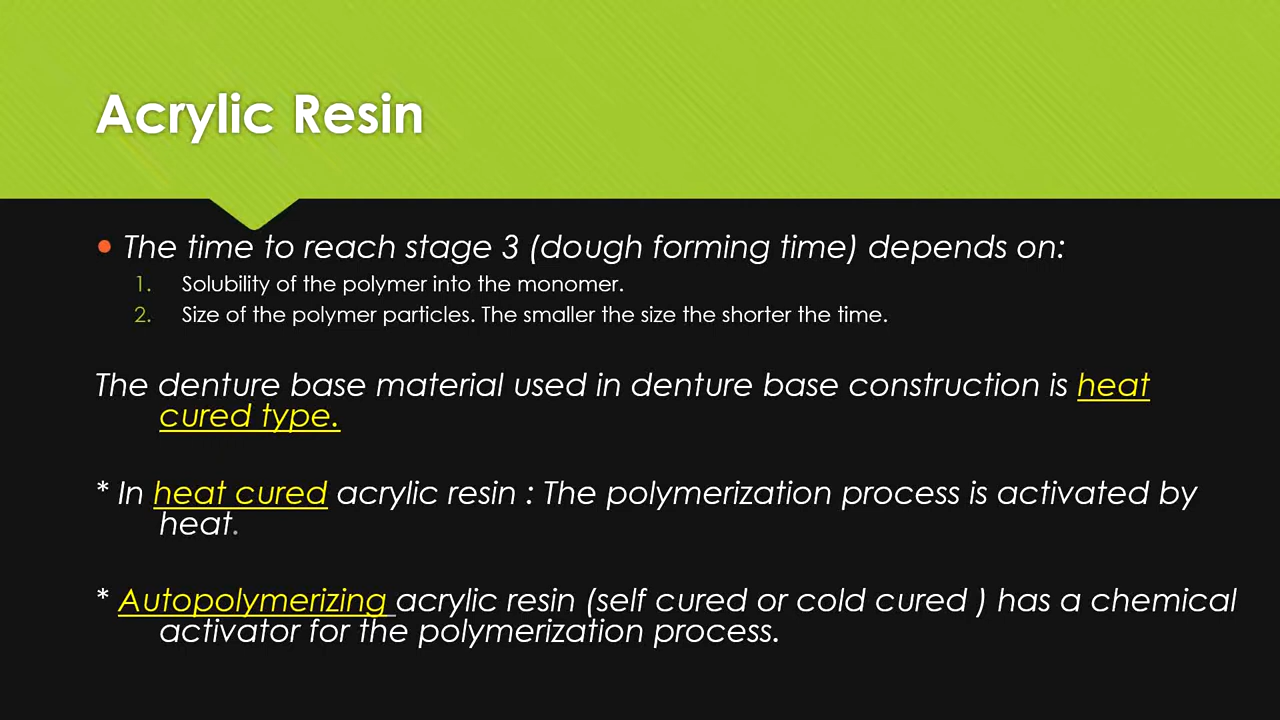 Acrylic Resin
• The time to reach stage 3 (dough forming time) depends on:
1. Solubility of the polymer into the monomer.
2. Size of the polymer particles. The smaller the size the shorter the time.
The denture base material used in denture base construction is heat
cured type.
* In heat cured acrylic resin : The polymerization process is activated by
heat.
* Autopolymerizing acrylic resin (self cured or cold cured ) has a chemical
activator for the polymerization process.